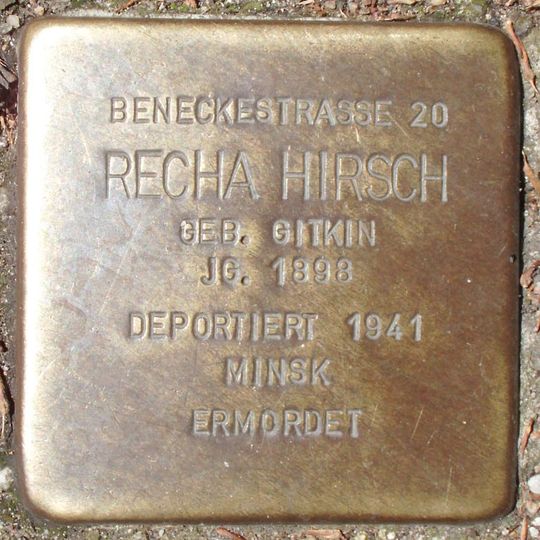 BENECKESTRASSE 20
RECHA HIRSCH
GEB. GITKIN
JG. 1898
DEPORTIERT 1941
MINSK
ERMORDET